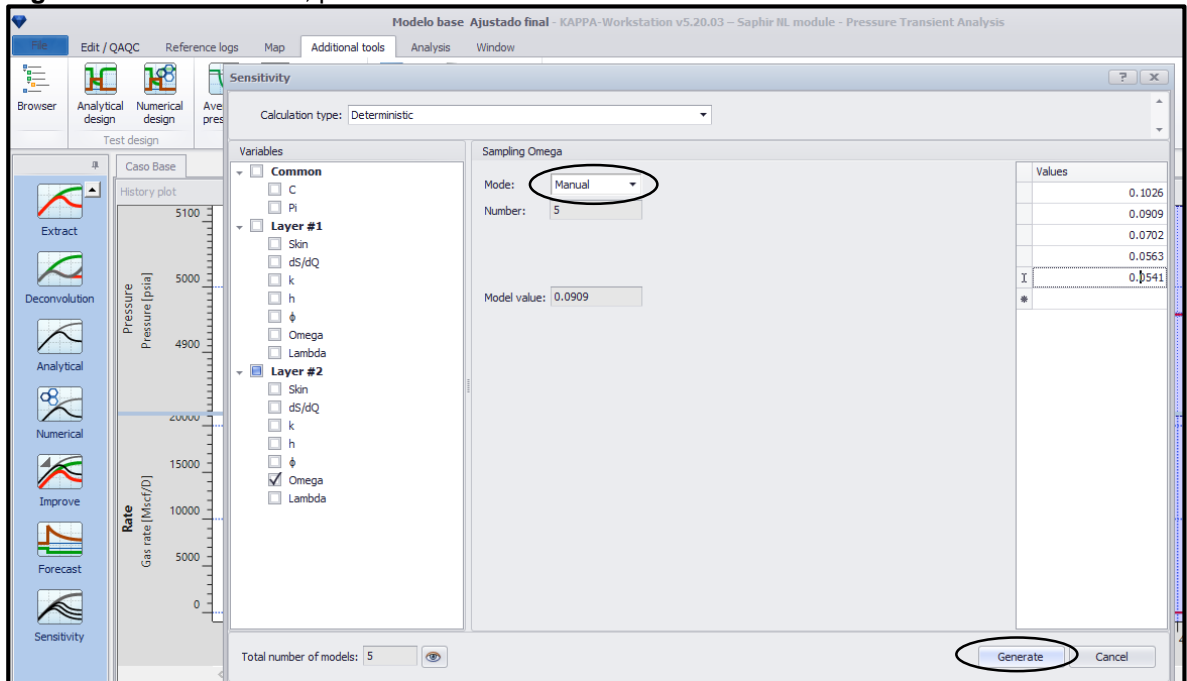 Modelo base Ajustado final - KAPPA-Workstation v5.20.03 – Saphir NL module - Pressure Transient Analysis
File Edit / QAQC Reference logs Map Additional tools Analysis Window
Browser
Analytical design
Numerical design
Test design
Sensitivity
? x
Calculation type: Deterministic
Caso Base
History plot
Extract
Deconvolution
Analytical
Numerical
Improve
Forecast
Sensitivity
5100
5000
4900
Pressure
Pressure [psia]
20000
15000
10000
5000
0
Rate
Gas rate [Mscf/D]
Variables
Common
C
Pi
Layer #1
Skin
dS/dQ
k
h
ϕ
Omega
Lambda
Layer #2
Skin
dS/dQ
k
h
ϕ
Omega
Lambda
Sampling Omega
Mode: Manual
Number: 5
Model value: 0.0909
Values
0.1026
0.0909
0.0702
0.0563
0.0541
Total number of models: 5
Generate Cancel